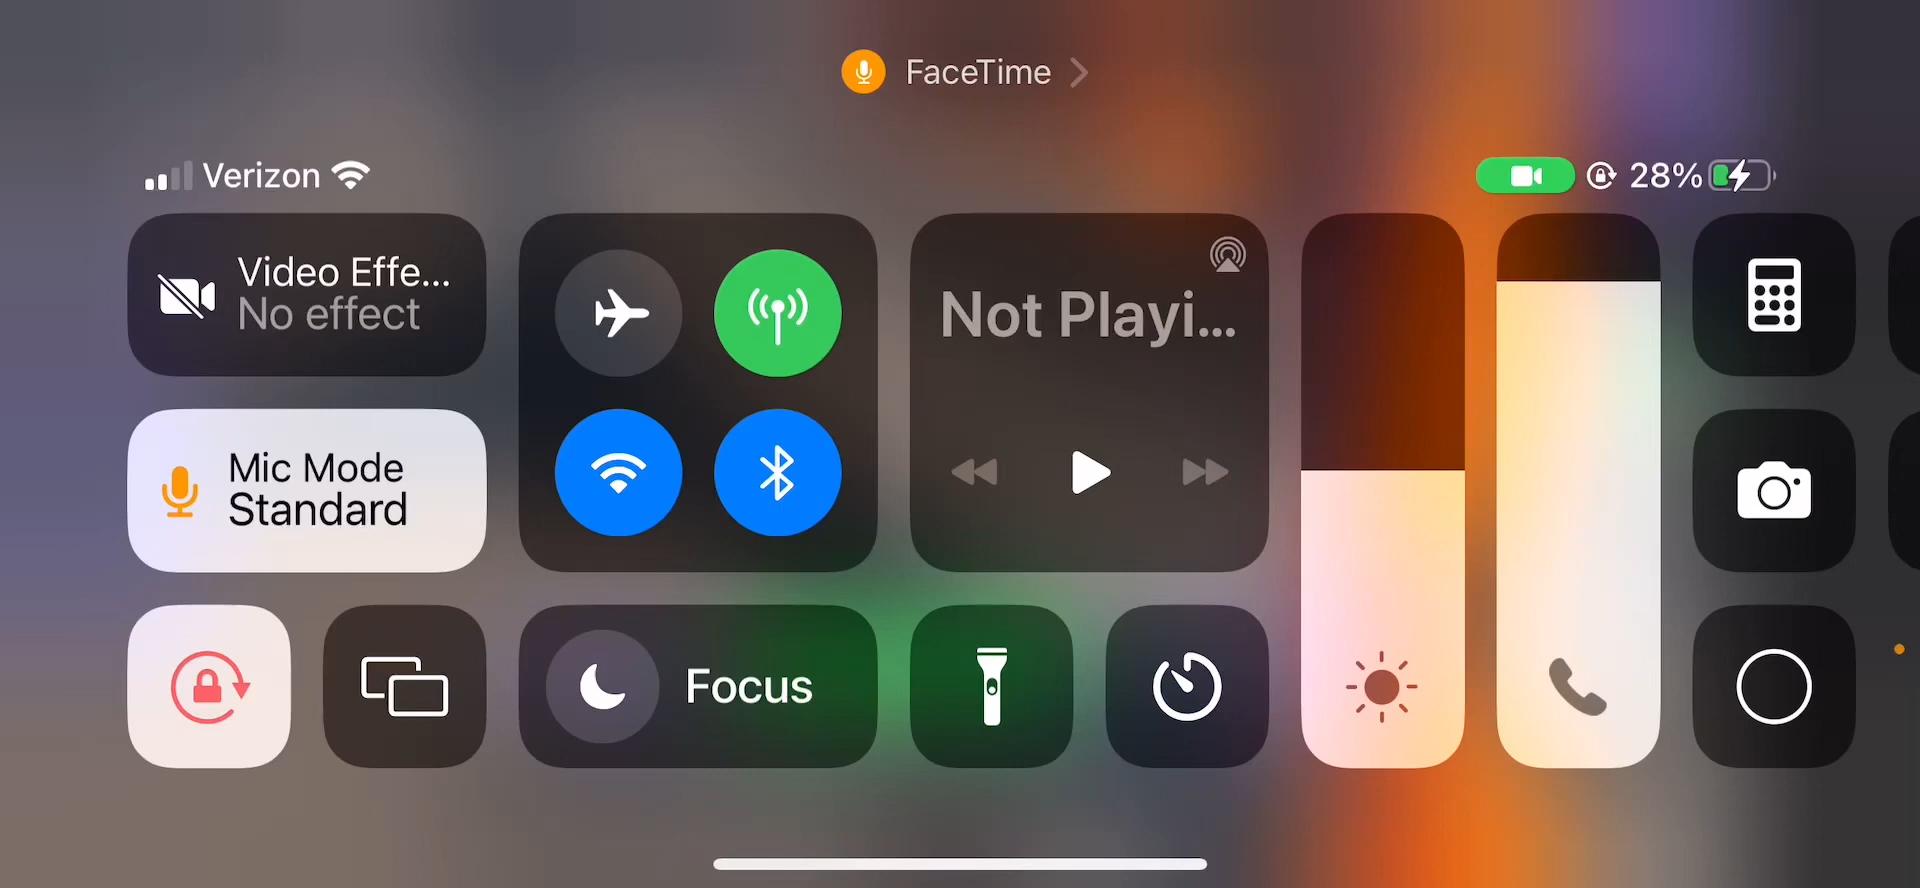 FaceTime
Verizon
28%
Video Effe...
No effect
Not Playi...
Mic Mode
Standard
Focus